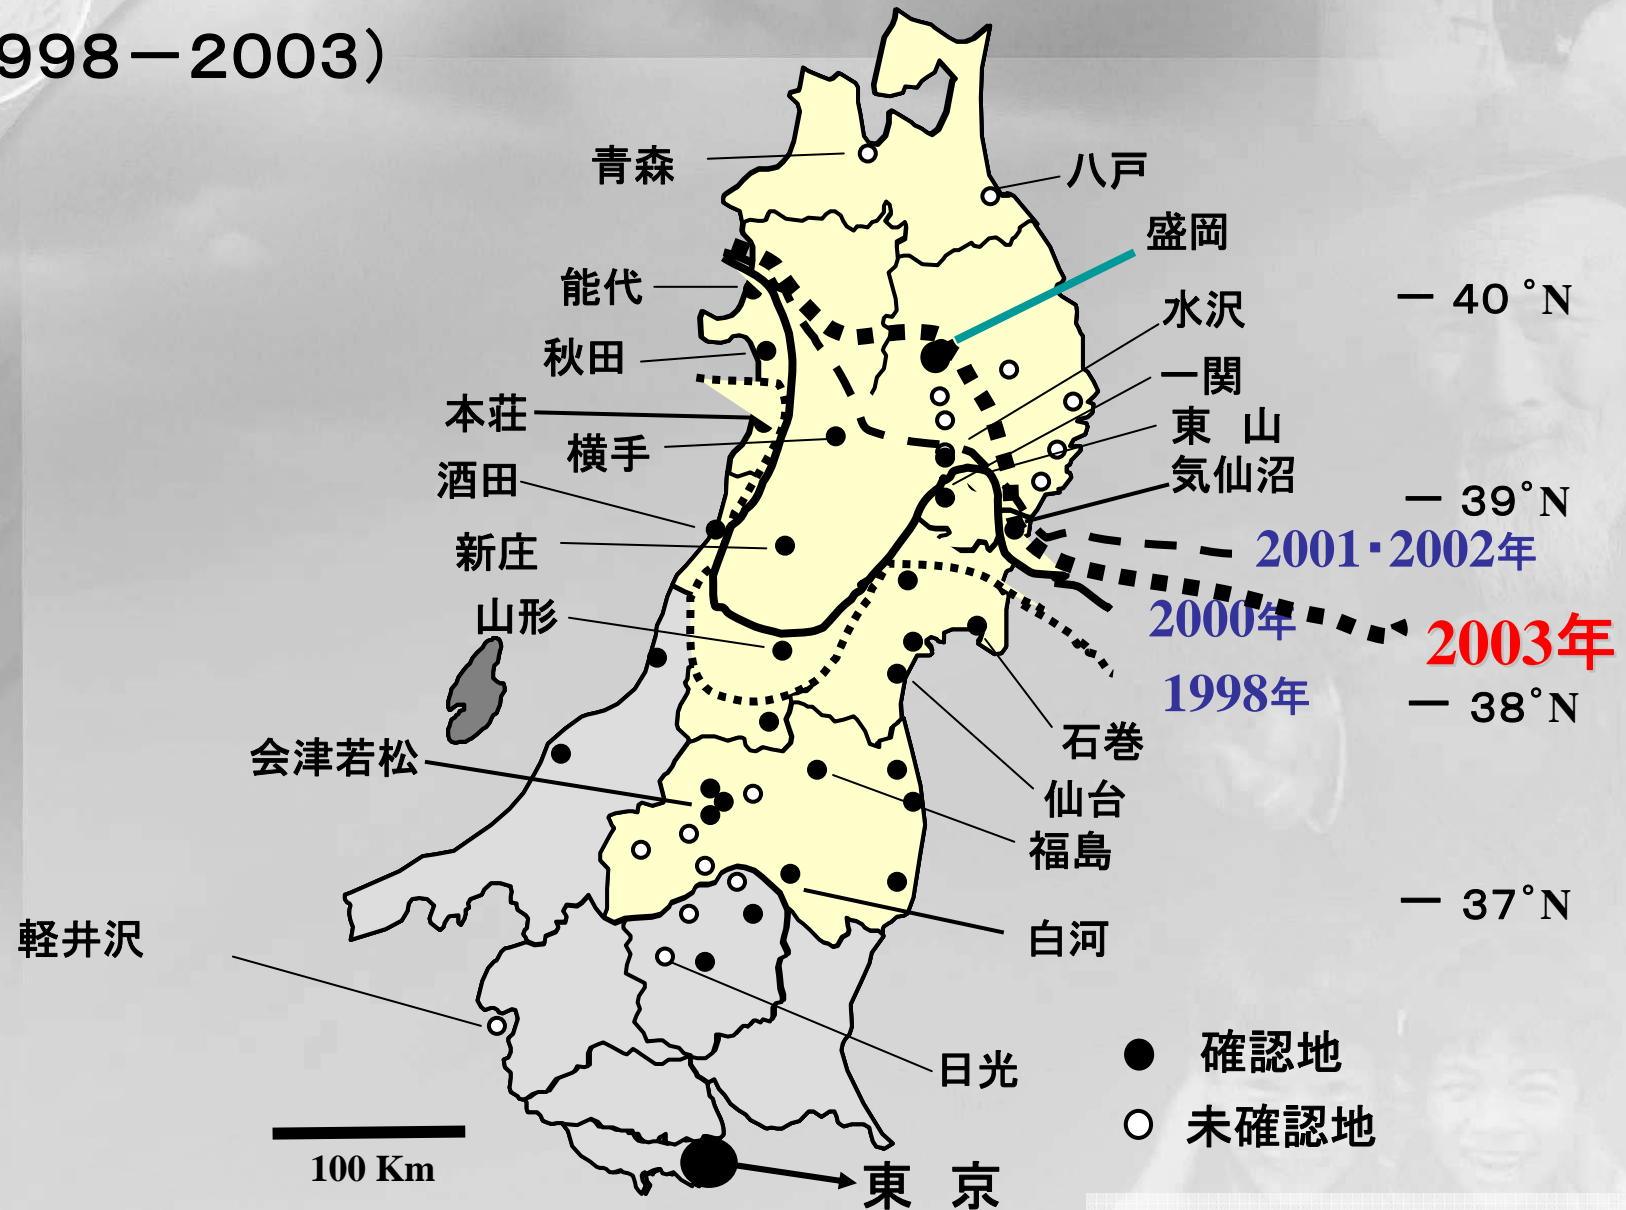 998－2003）
青森
八戸
盛岡
能代
水沢
－ 40 °N
秋田
一関
本荘
東 山
横手
気仙沼
酒田
－ 39°N
新庄
2001・2002年
山形
2000年
2003年
1998年
－ 38°N
石巻
会津若松
仙台
福島
－ 37°N
白河
軽井沢
日光
● 確認地
○ 未確認地
100 Km
東 京